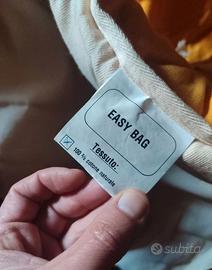 EASY BAG
Tessuto:
100 % cotone naturale
subito